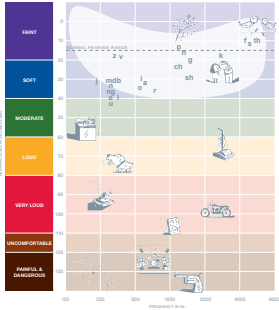 FAINT
NORMAL HEARING RANGE
f s th
p
h
g
k
z v
ch
sh
j mdb
i
a
o
r
n
ng
e l
u
SOFT
MODERATE
LOUD
VERY LOUD
UNCOMFORTABLE
PAINFUL &
DANGEROUS
125 250 500 1000 2000 4000 8000
FREQUENCY IN Hz